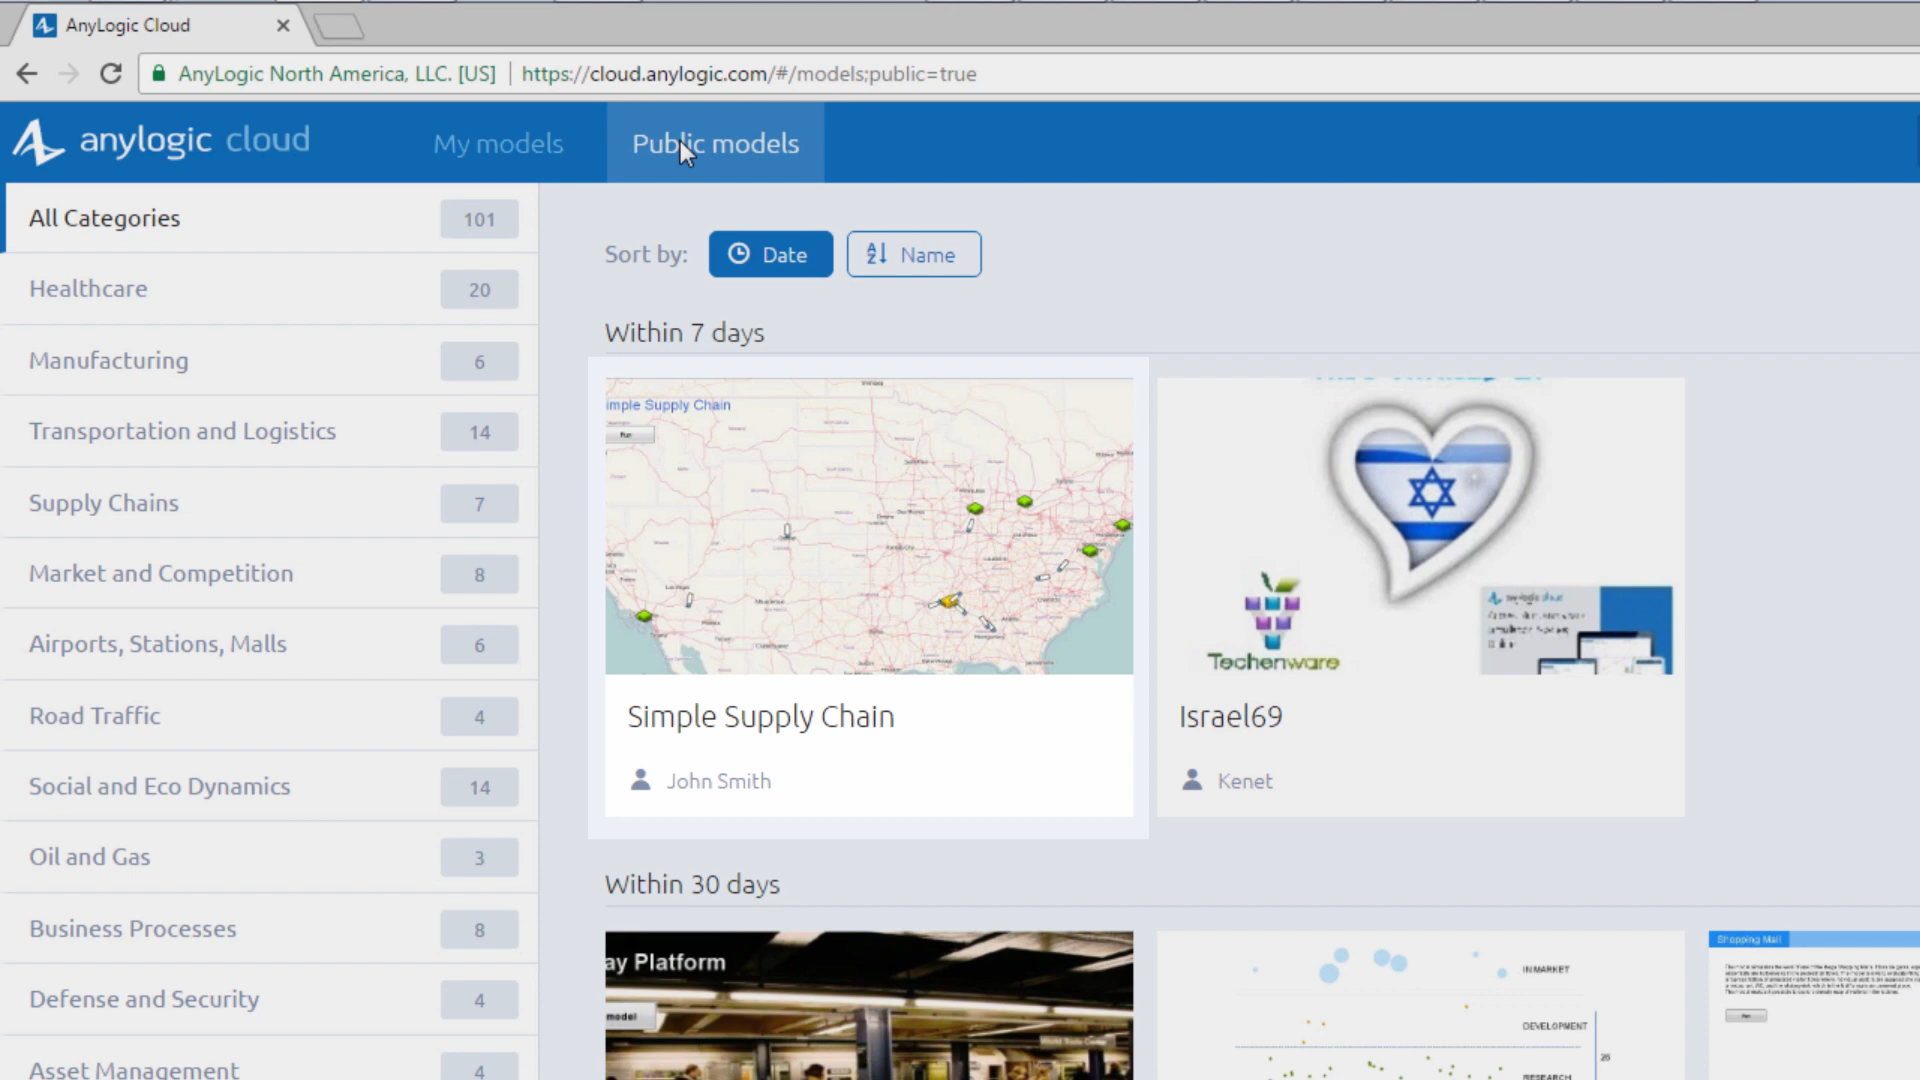 AnyLogic Cloud
AnyLogic North America, LLC. [US] https://cloud.anylogic.com/#/models;public=true
anylogic cloud My models Public models
All Categories 101
Healthcare 20
Manufacturing 6
Transportation and Logistics 14
Supply Chains 7
Market and Competition 8
Airports, Stations, Malls 6
Road Traffic 4
Social and Eco Dynamics 14
Oil and Gas 3
Business Processes 8
Defense and Security 4
Asset Management 4
Sort by: Date Name
Within 7 days
imple Supply Chain
Run
Simple Supply Chain
John Smith
Techenware
anylogic cloud
Israel69
Kenet
Within 30 days
ay Platform
model
IN MARKET
DEVELOPMENT
RESEARCH
Shopping Mall